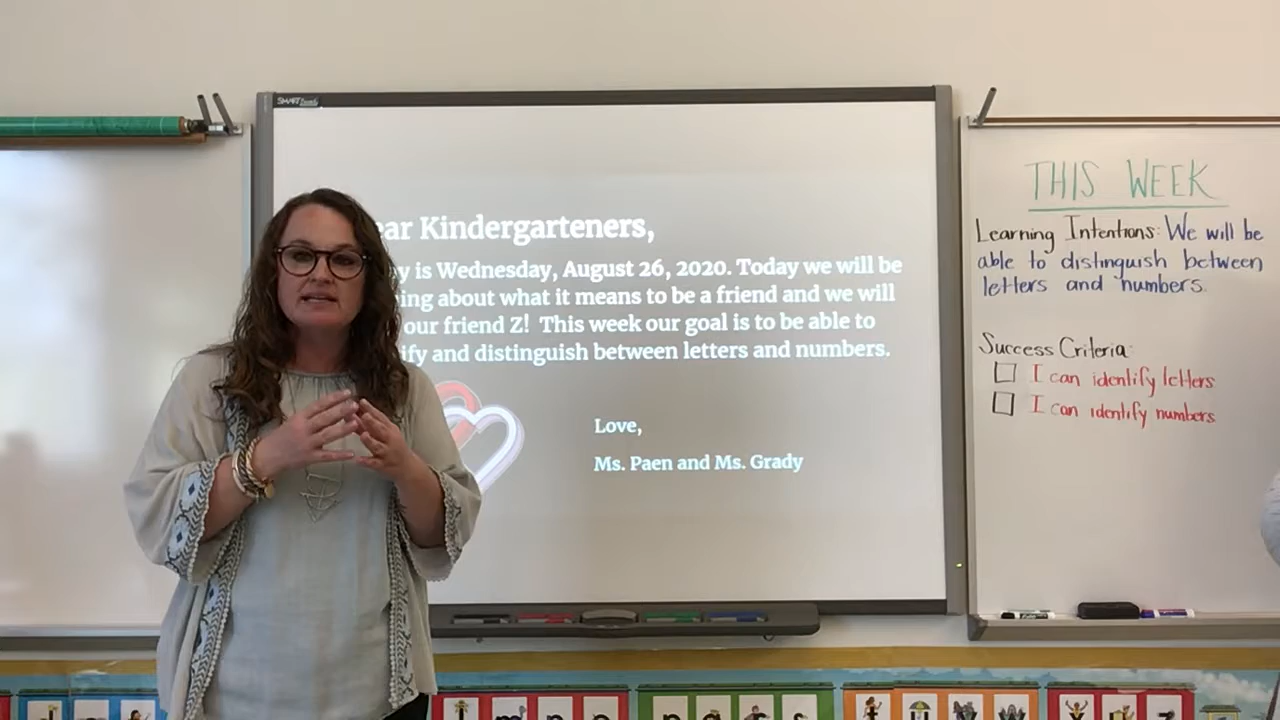 SMART Board
ear Kindergarteners,
y is Wednesday, August 26, 2020. Today we will be
ing about what it means to be a friend and we will
our friend Z! This week our goal is to be able to
ify and distinguish between letters and numbers.
Love,
Ms. Paen and Ms. Grady
THIS WEEK
Learning Intentions: We will be
able to distinguish between
letters and numbers.
Success Criteria:
I can identify letters
I can identify numbers